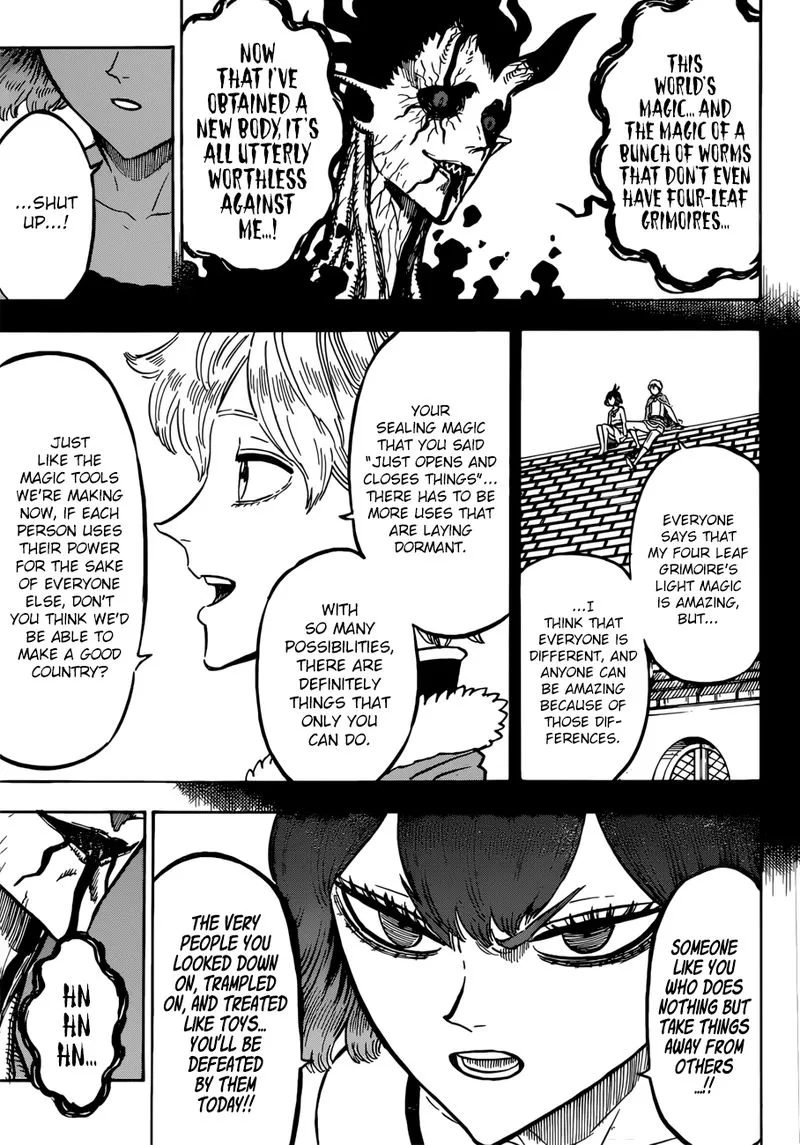 THIS
WORLD'S
MAGIC... AND
THE MAGIC OF A
BUNCH OF WORMS
THAT DON'T EVEN
HAVE FOUR-LEAF
GRIMOIRES...
NOW
THAT I'VE
OBTAINED A
NEW BODY, IT'S
ALL UTTERLY
WORTHLESS
AGAINST
ME...!
...SHUT
UP...!
EVERYONE
SAYS THAT
MY FOUR LEAF
GRIMOIRE'S
LIGHT MAGIC
IS AMAZING,
BUT...
...I
THINK THAT
EVERYONE IS
DIFFERENT, AND
ANYONE CAN
BE AMAZING
BECAUSE OF
THOSE DIF-
FERENCES.
YOUR
SEALING MAGIC
THAT YOU SAID
"JUST OPENS AND
CLOSES THINGS"...
THERE HAS TO BE
MORE USES THAT
ARE LAYING
DORMANT.
WITH
SO MANY
POSSIBILITIES,
THERE ARE
DEFINITELY
THINGS THAT
ONLY YOU
CAN DO.
JUST
LIKE THE
MAGIC TOOLS
WE'RE MAKING
NOW, IF EACH
PERSON USES
THEIR POWER
FOR THE SAKE
OF EVERYONE
ELSE, DON'T
YOU THINK WE'D
BE ABLE TO
MAKE A GOOD
COUNTRY?
SOMEONE
LIKE YOU
WHO DOES
NOTHING BUT
TAKE THINGS
AWAY FROM
OTHERS
...!!
THE VERY
PEOPLE YOU
LOOKED DOWN
ON, TRAMPLED
ON, AND TREATED
LIKE TOYS...
YOU'LL BE
DEFEATED
BY THEM
TODAY!!
HN
HN
HN...